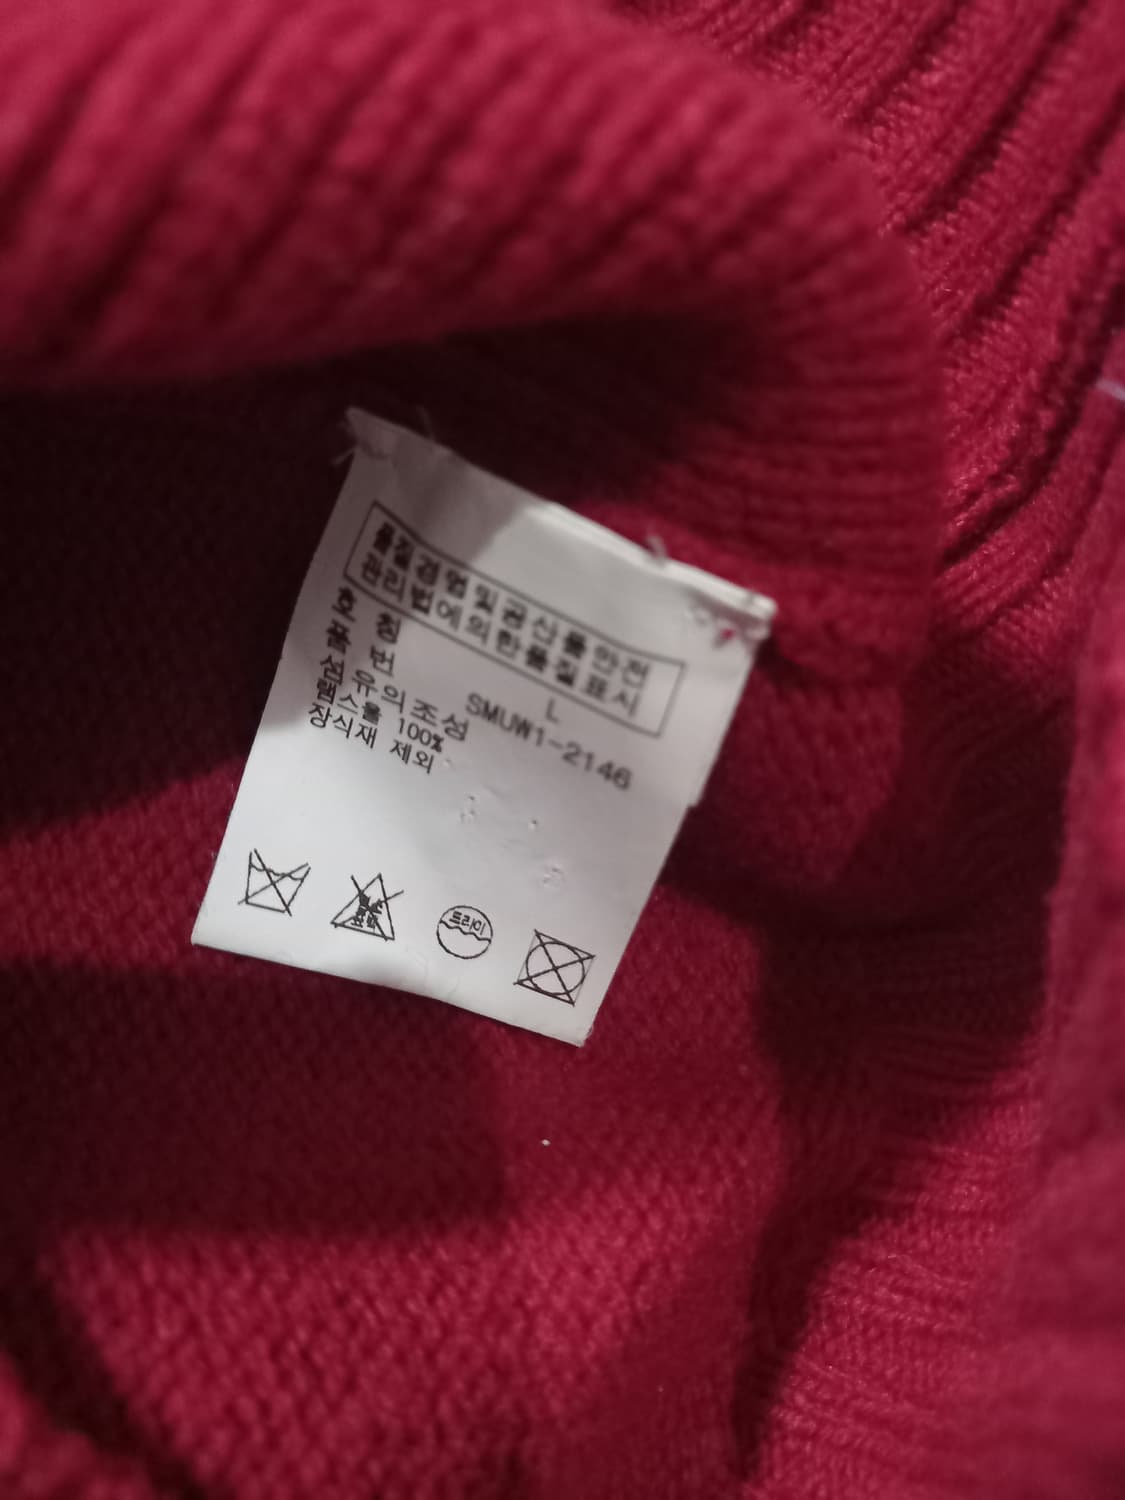 품질경영및공산품안전
관리법에의한품질표시
호 칭 L
품 번 SMUW1-2146
섬유의조성
램스울 100%
장식재 제외
드라이